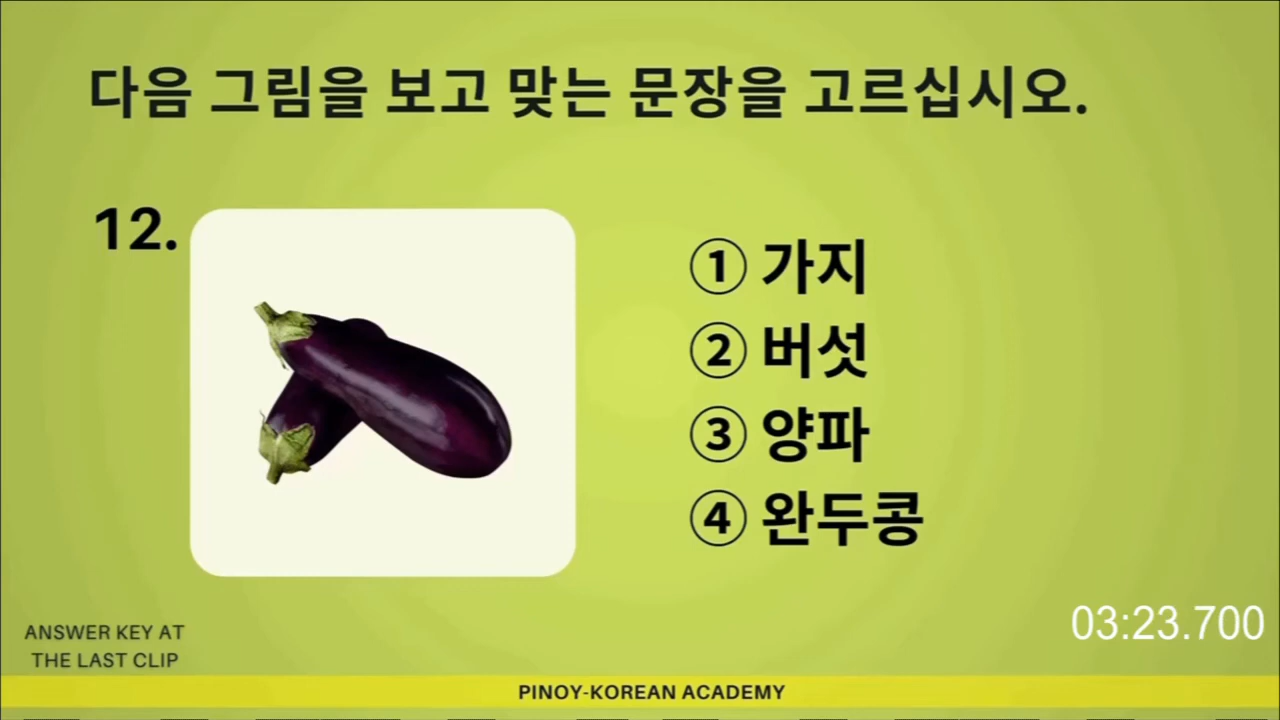 다음 그림을 보고 맞는 문장을 고르십시오.
12.
① 가지
② 버섯
③ 양파
④ 완두콩
03:23.700
ANSWER KEY AT
THE LAST CLIP
PINOY-KOREAN ACADEMY